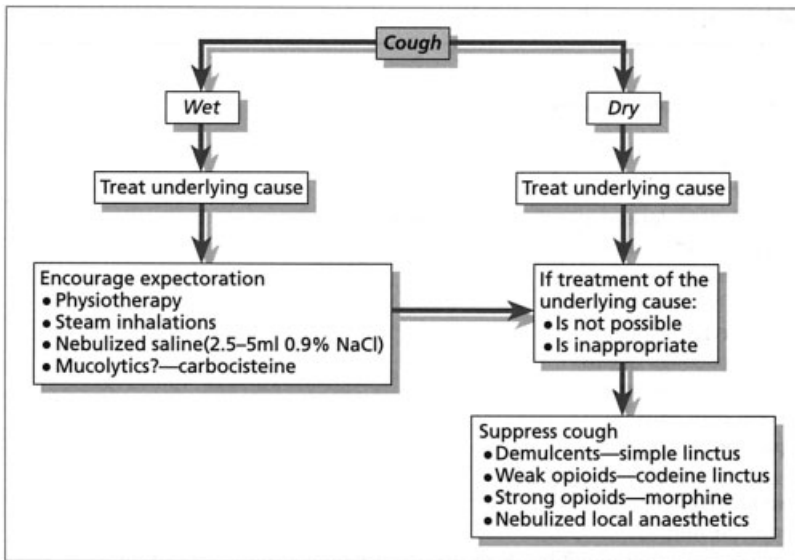 Cough
Wet
Dry
Treat underlying cause
Treat underlying cause
Encourage expectoration
• Physiotherapy
• Steam inhalations
• Nebulized saline(2.5–5ml 0.9% NaCl)
• Mucolytics?—carbocisteine
If treatment of the
underlying cause:
• Is not possible
• Is inappropriate
Suppress cough
• Demulcents—simple linctus
• Weak opioids—codeine linctus
• Strong opioids—morphine
• Nebulized local anaesthetics